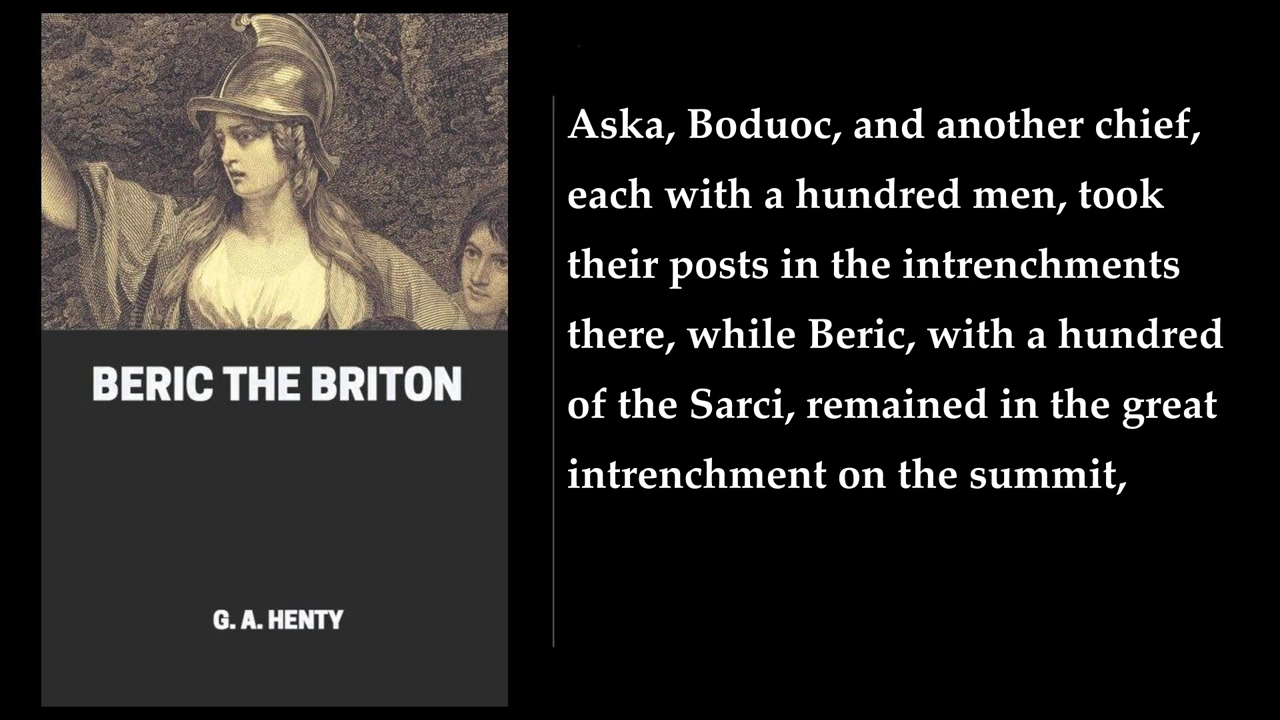 BERIC THE BRITON
G. A. HENTY
Aska, Boduoc, and another chief,
each with a hundred men, took
their posts in the intrenchments
there, while Beric, with a hundred
of the Sarci, remained in the great
intrenchment on the summit,